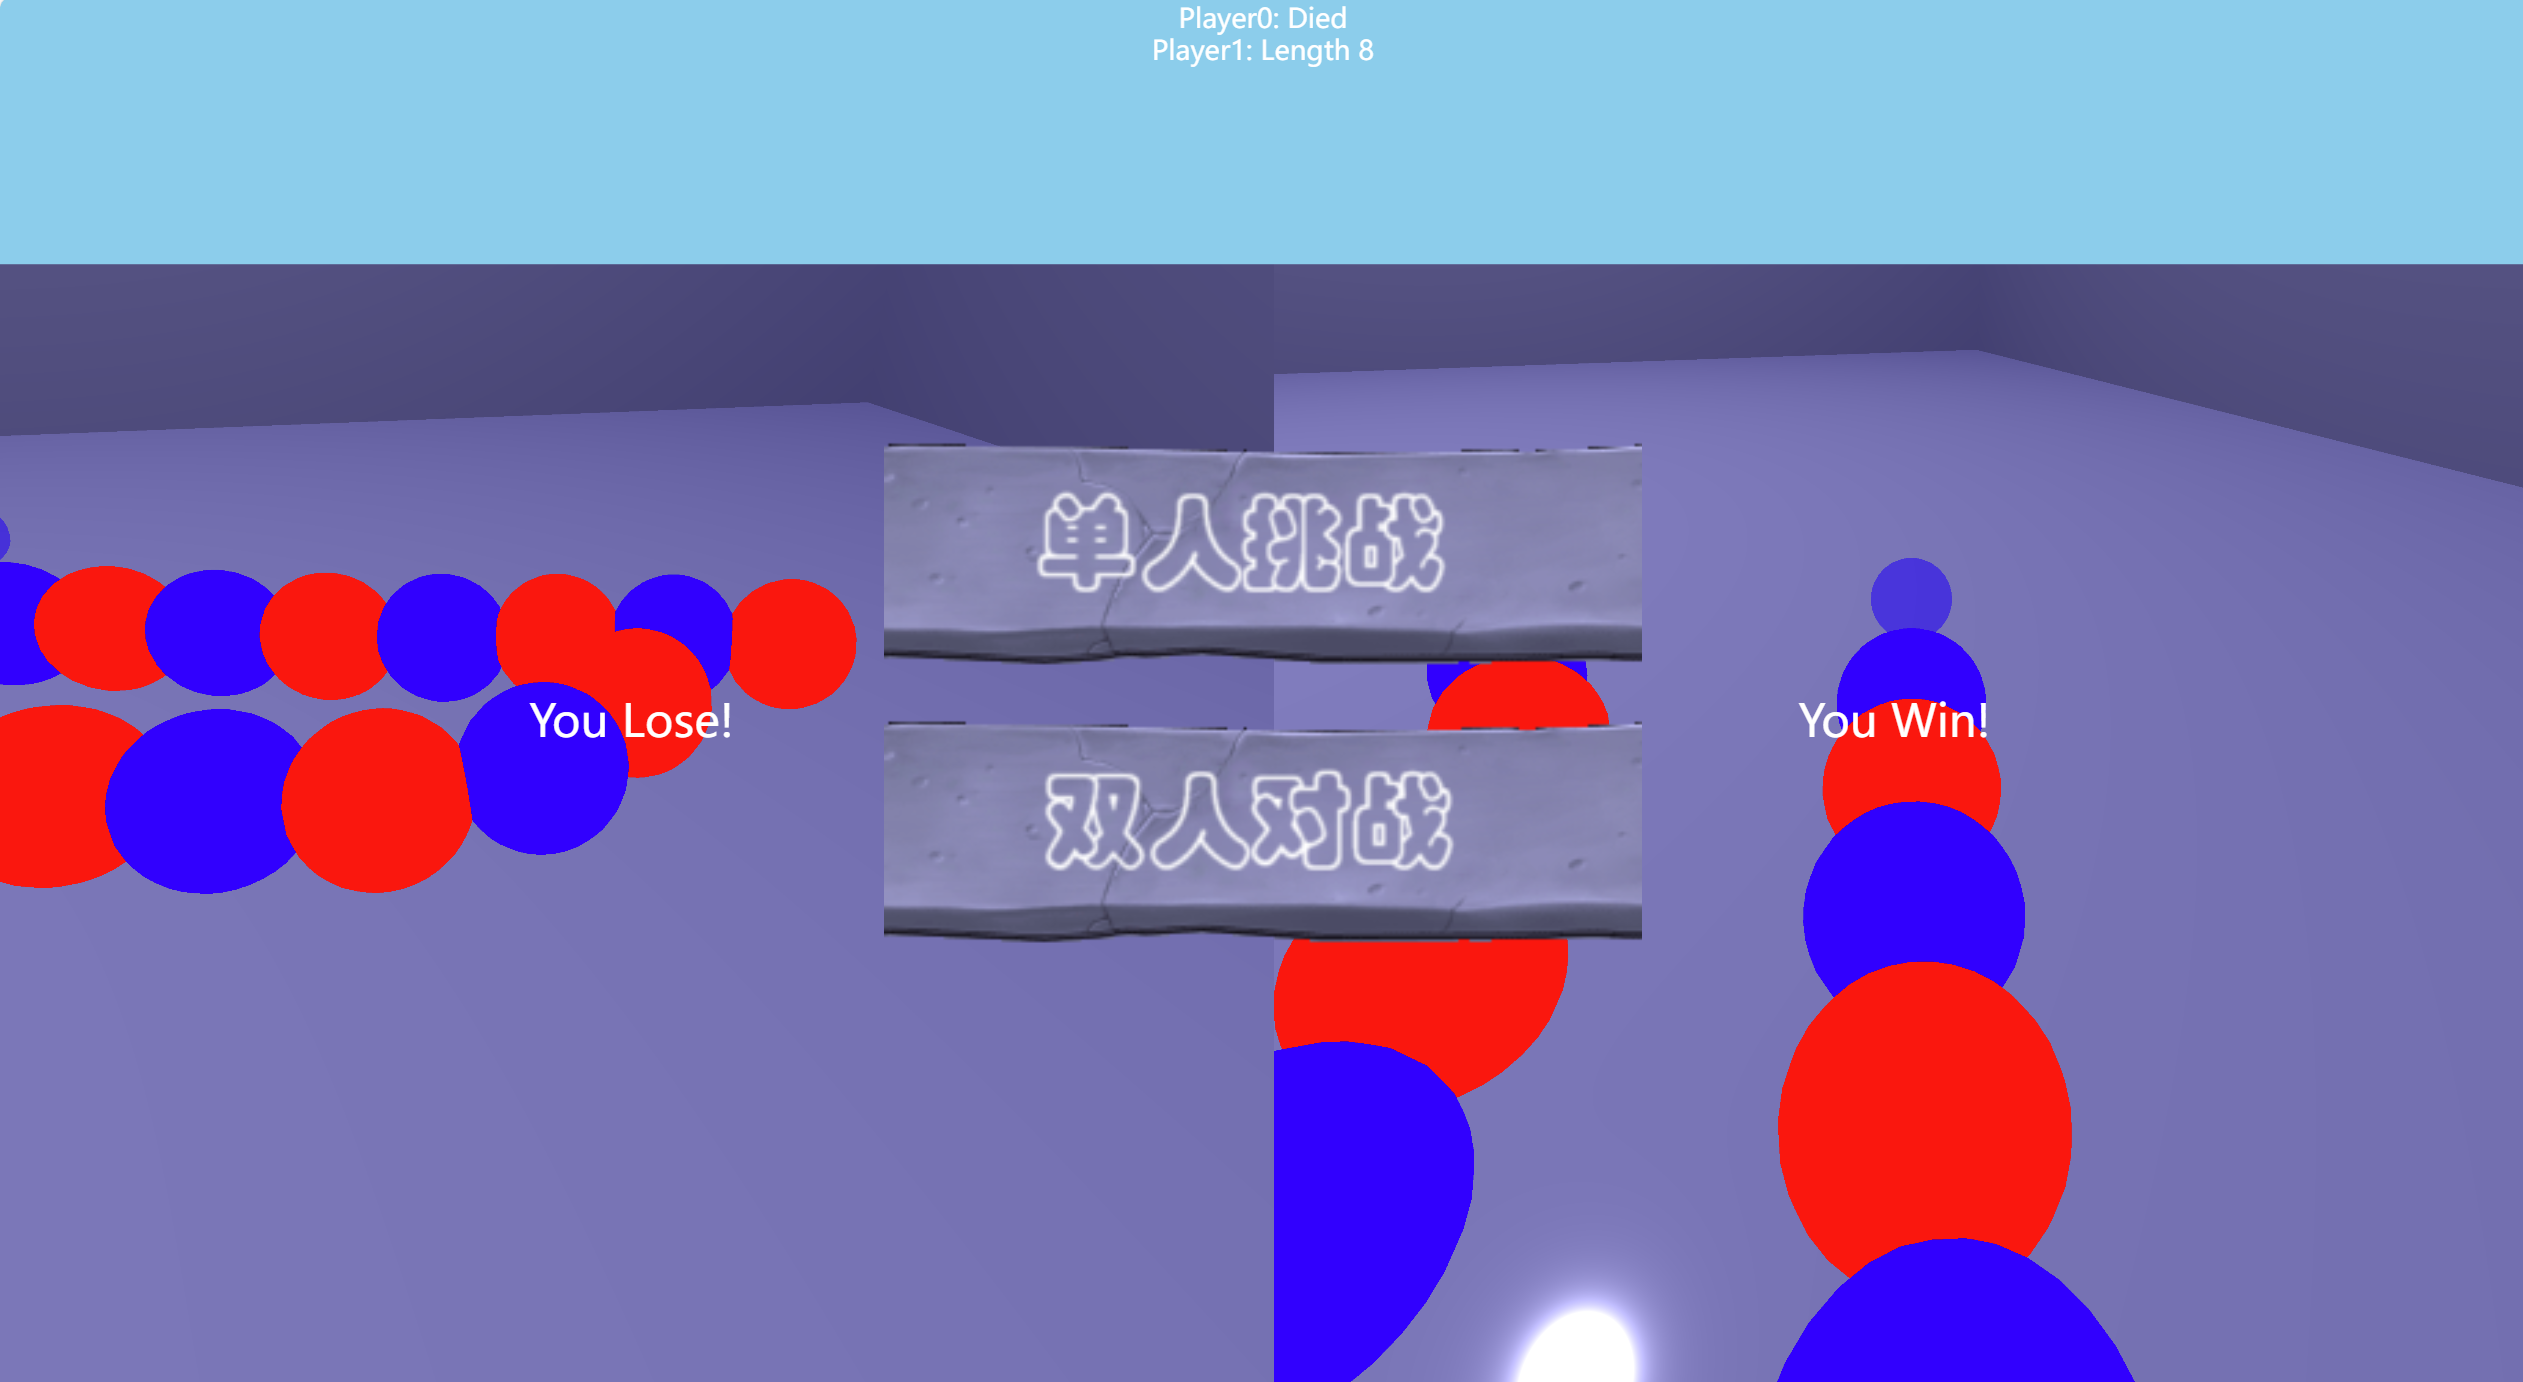 Player0: Died
Player1: Length 8
单人挑战
You Lose!
You Win!
双人对战